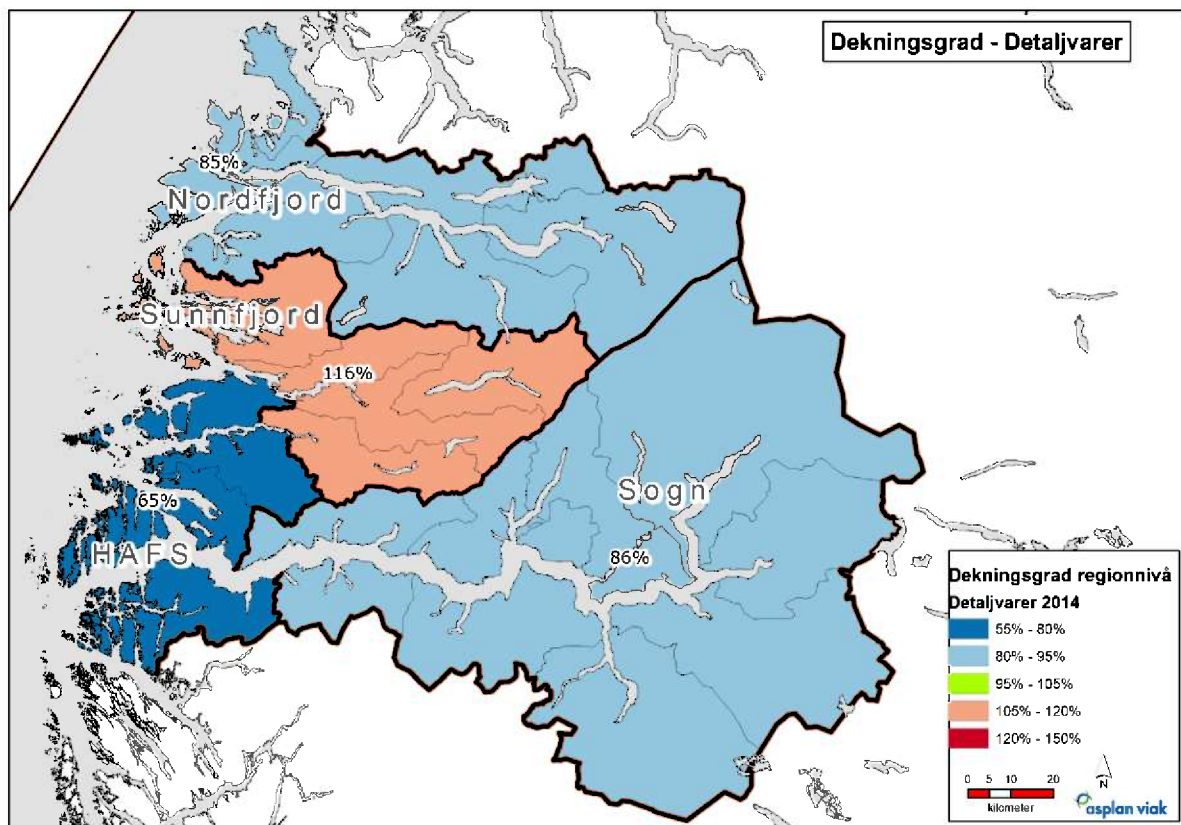 Dekningsgrad - Detaljvarer
85%
Nordfjord
Sunnfjord
116%
65%
HAFS
Sogn
86%
Dekningsgrad regionnivå
Detaljvarer 2014
55% - 80%
80% - 95%
95% - 105%
105% - 120%
120% - 150%
0 5 10 20
kilometer
N
asplan viak